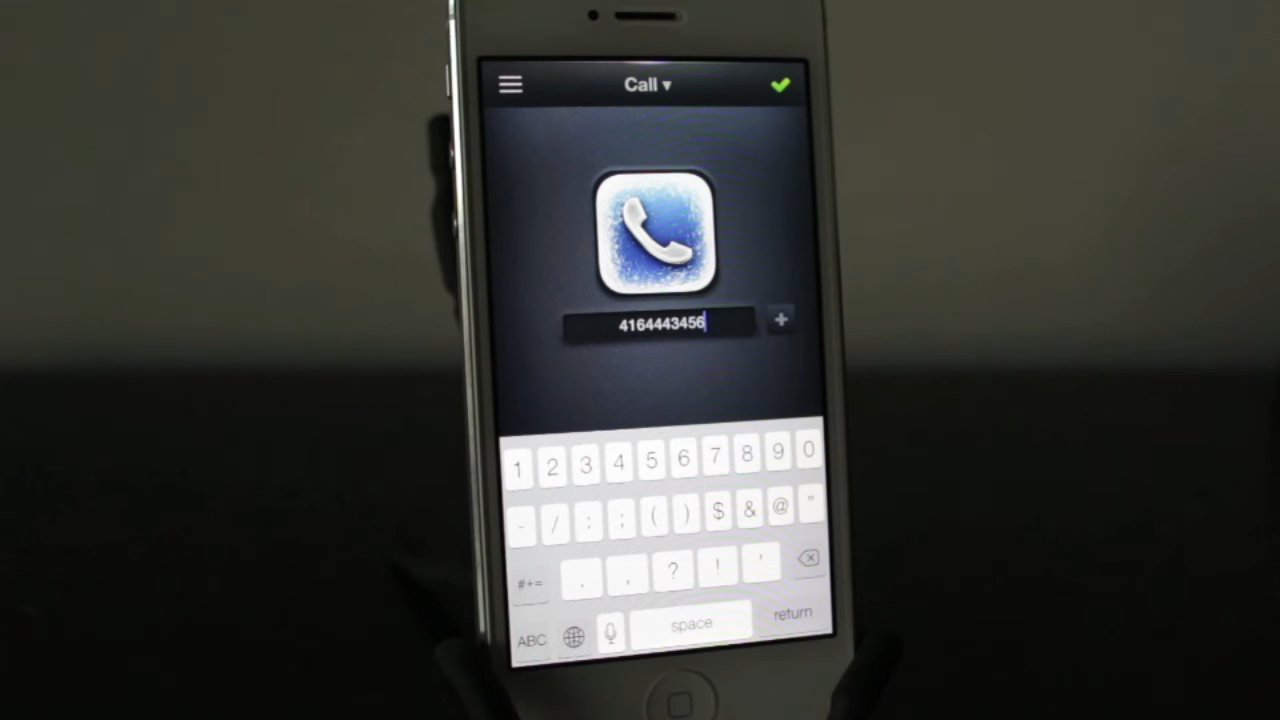 Call ▾
4164443456
+
1 2 3 4 5 6 7 8 9 0
- / : ; ( ) $ & @ "
#+= . , ? ! '
ABC space return